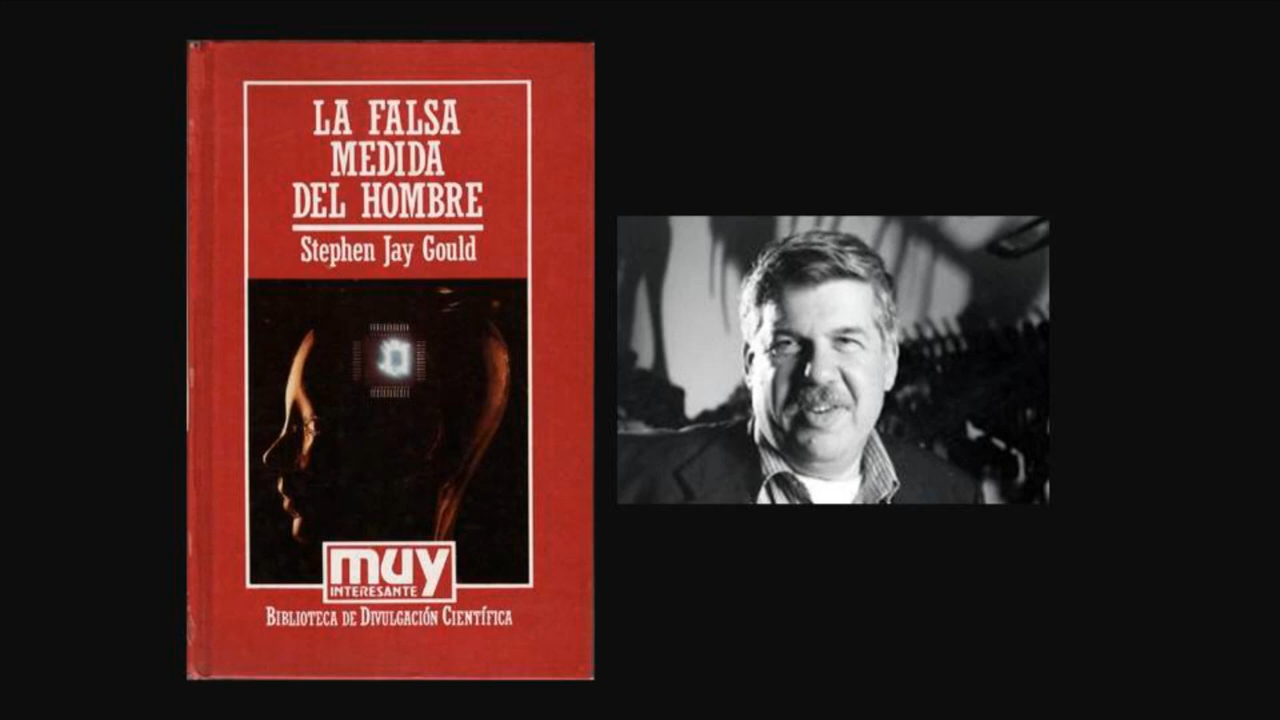 LA FALSA
MEDIDA
DEL HOMBRE
Stephen Jay Gould
muy
INTERESANTE
BIBLIOTECA DE DIVULGACIÓN CIENTÍFICA